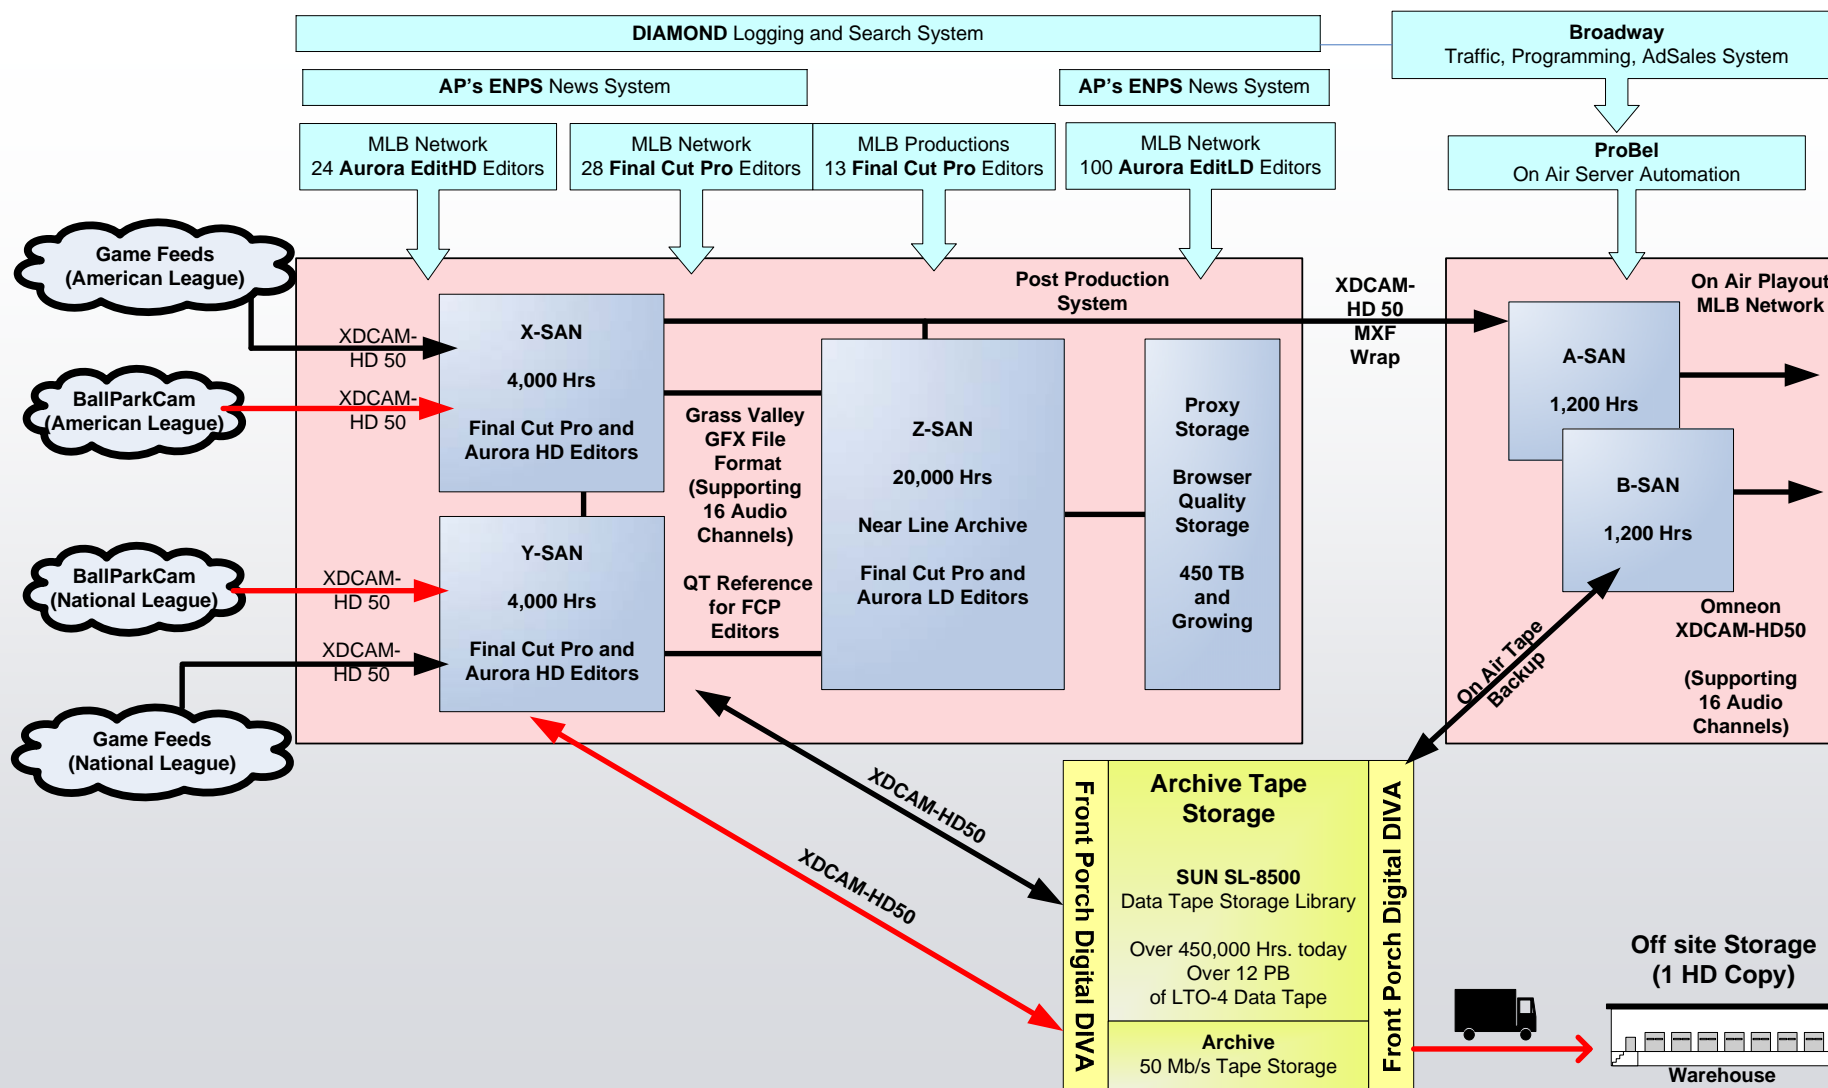 DIAMOND Logging and Search System
Broadway
Traffic, Programming, AdSales System
AP's ENPS News System
AP's ENPS News System
MLB Network
24 Aurora EditHD Editors
MLB Network
28 Final Cut Pro Editors
MLB Productions
13 Final Cut Pro Editors
MLB Network
100 Aurora EditLD Editors
ProBel
On Air Server Automation
Game Feeds
(American League)
XDCAM-
HD 50
BallParkCam
(American League)
XDCAM-
HD 50
BallParkCam
(National League)
XDCAM-
HD 50
Game Feeds
(National League)
XDCAM-
HD 50
Post Production
System
X-SAN
4,000 Hrs
Final Cut Pro and
Aurora HD Editors
Y-SAN
4,000 Hrs
Final Cut Pro and
Aurora HD Editors
Grass Valley
GFX File
Format
(Supporting
16 Audio
Channels)
QT Reference
for FCP
Editors
Z-SAN
20,000 Hrs
Near Line Archive
Final Cut Pro and
Aurora LD Editors
Proxy
Storage
Browser
Quality
Storage
450 TB
and
Growing
XDCAM-
HD 50
MXF
Wrap
On Air Playout
MLB Network
A-SAN
1,200 Hrs
B-SAN
1,200 Hrs
Omneon
XDCAM-HD50
(Supporting
16 Audio
Channels)
On Air Tape
Backup
XDCAM-HD50
XDCAM-HD50
Front Porch Digital DIVA
Archive Tape
Storage
SUN SL-8500
Data Tape Storage Library
Over 450,000 Hrs. today
Over 12 PB
of LTO-4 Data Tape
Archive
50 Mb/s Tape Storage
Front Porch Digital DIVA
Off site Storage
(1 HD Copy)
Warehouse